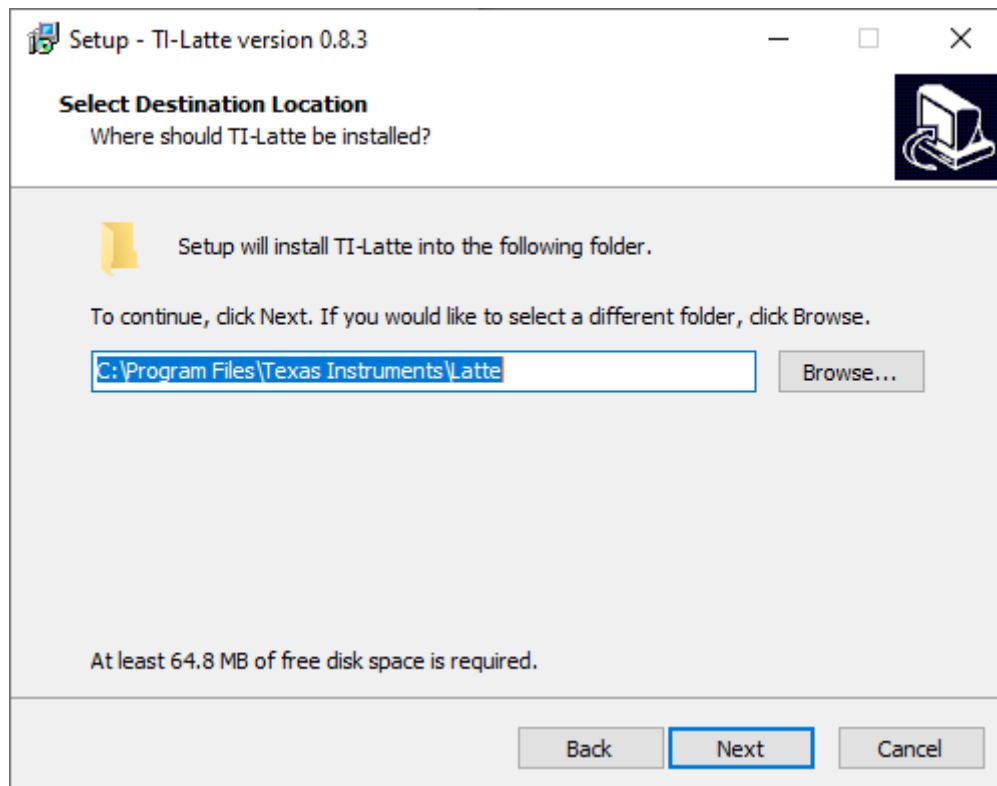 Setup - TI-Latte version 0.8.3
Select Destination Location
Where should TI-Latte be installed?
Setup will install TI-Latte into the following folder.
To continue, click Next. If you would like to select a different folder, click Browse.
C:\Program Files\Texas Instruments\Latte
Browse...
At least 64.8 MB of free disk space is required.
Back
Next
Cancel